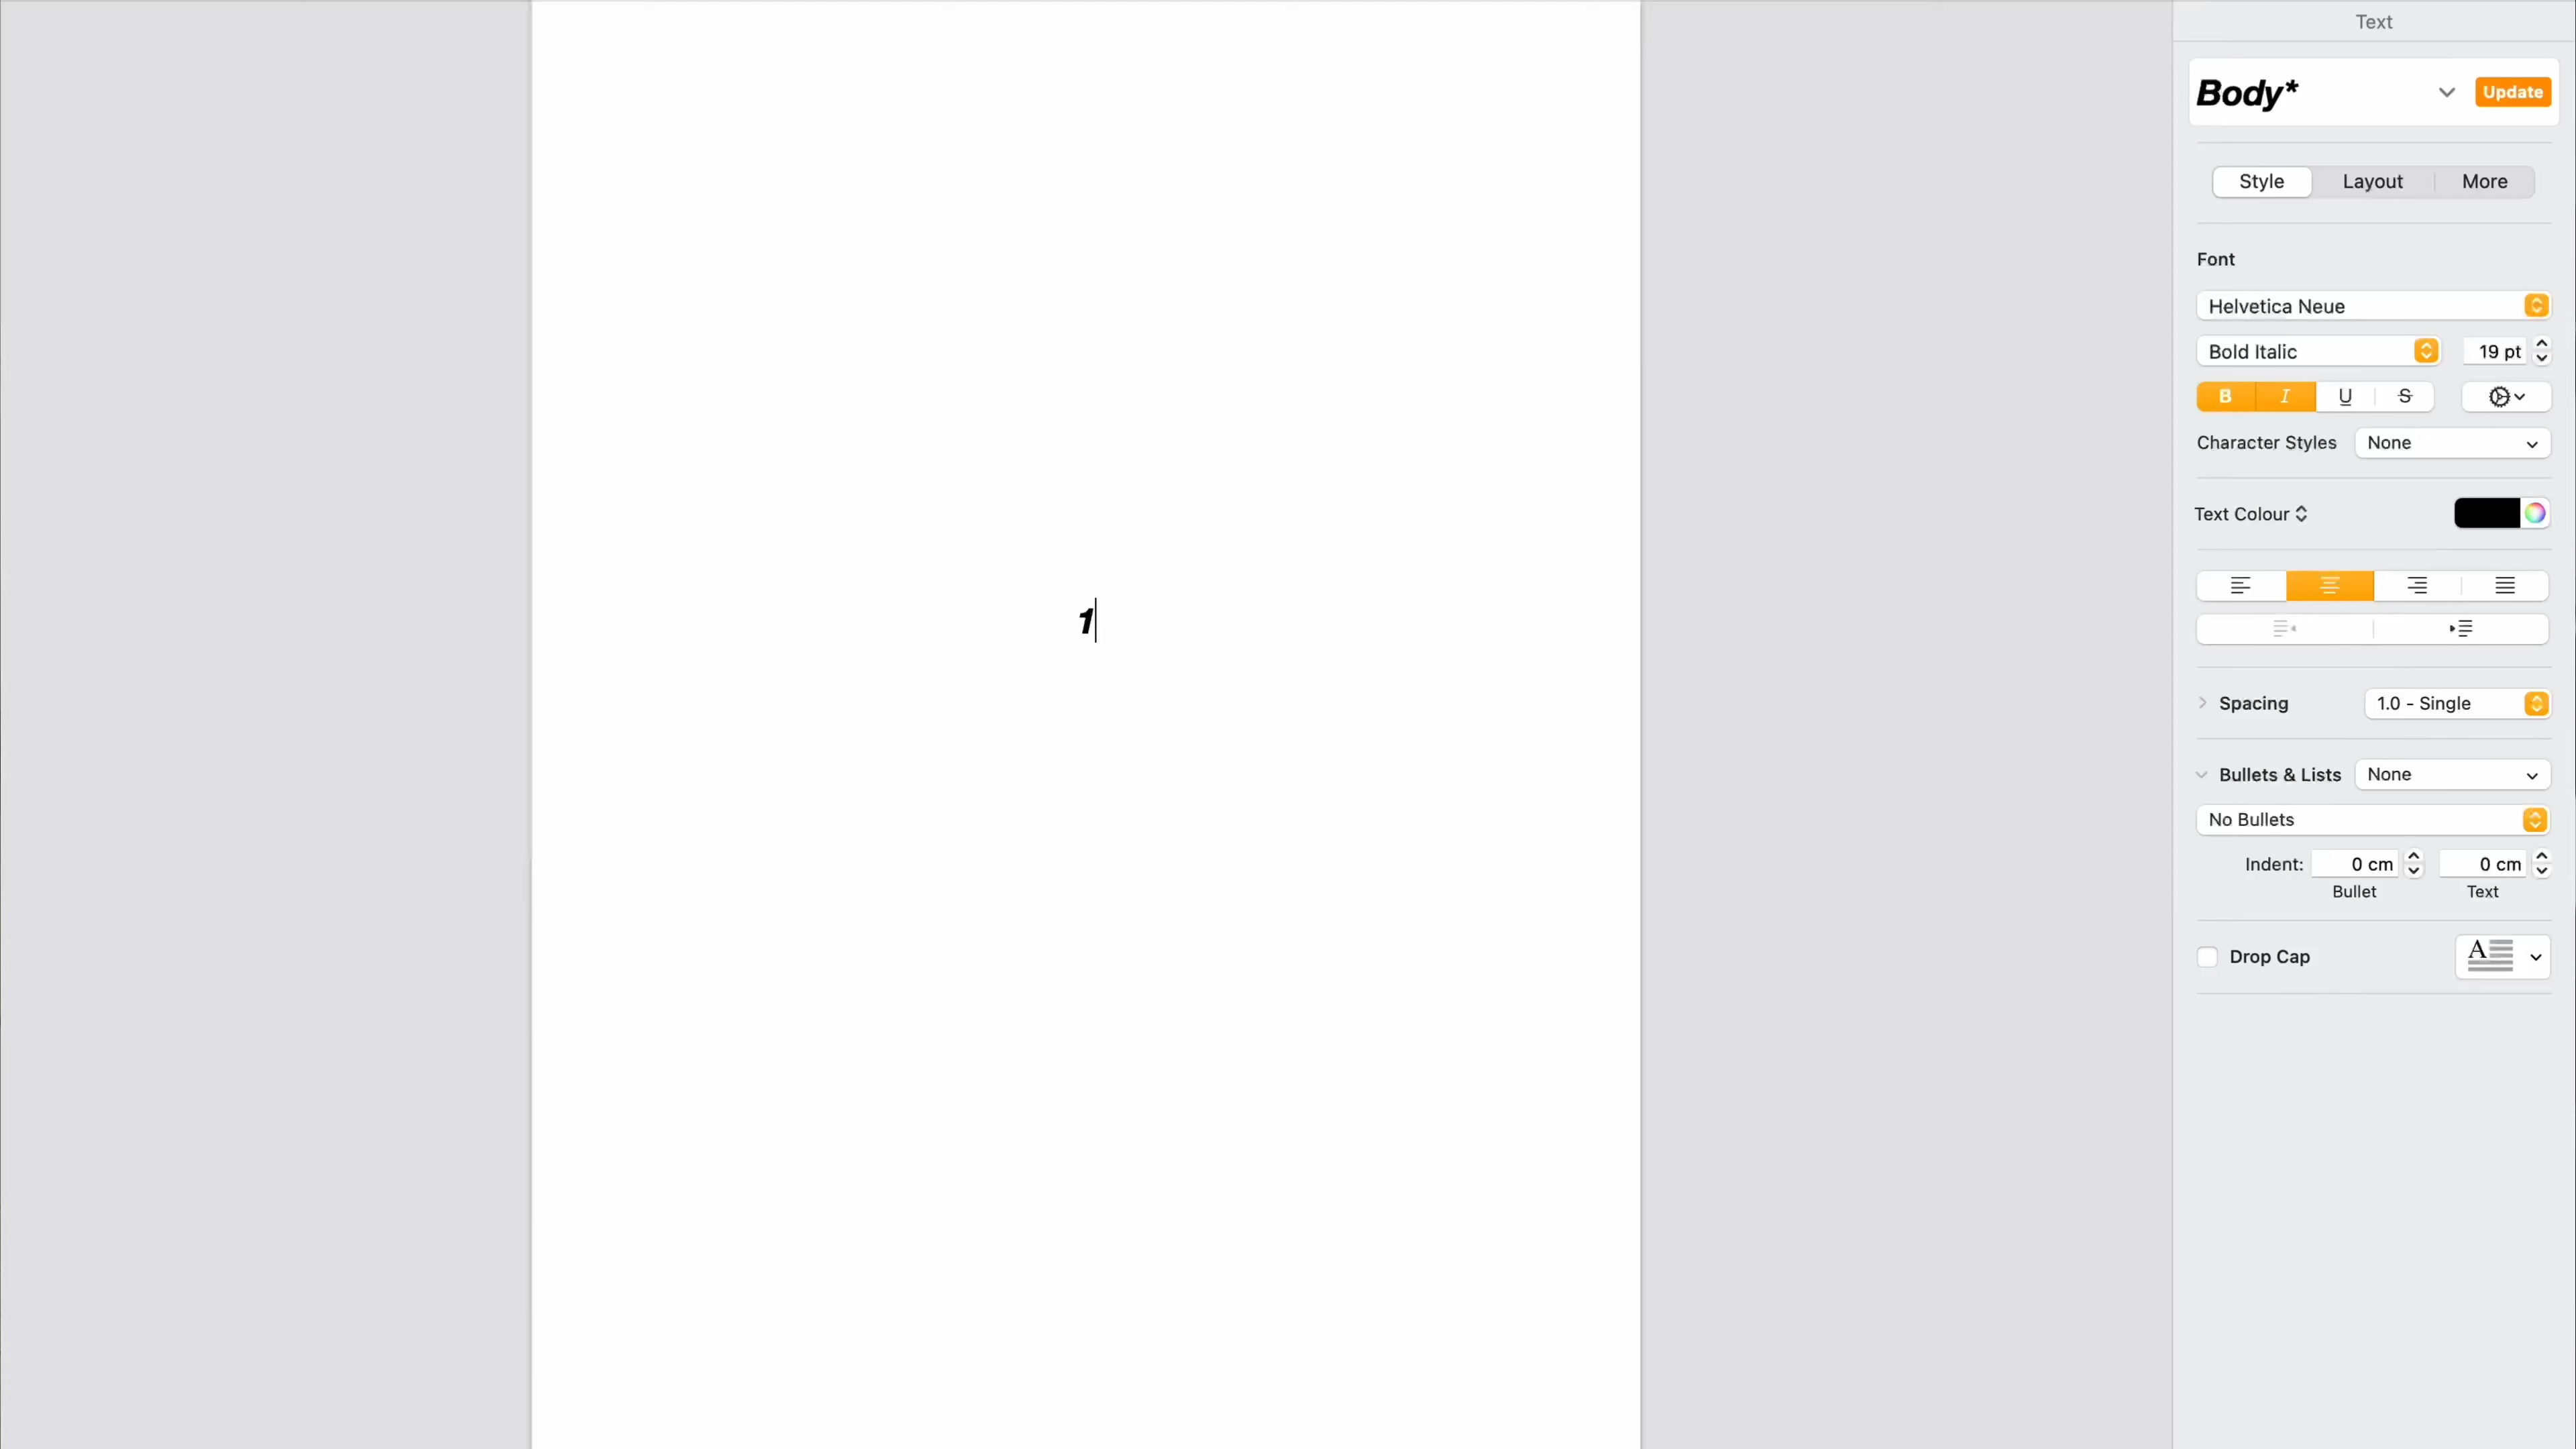 Text
Body*
Update
Style Layout More
Font
Helvetica Neue
Bold Italic 19 pt
B I U S
Character Styles None
Text Colour
1
Spacing 1.0 - Single
Bullets & Lists None
No Bullets
Indent: 0 cm 0 cm
Bullet Text
Drop Cap A